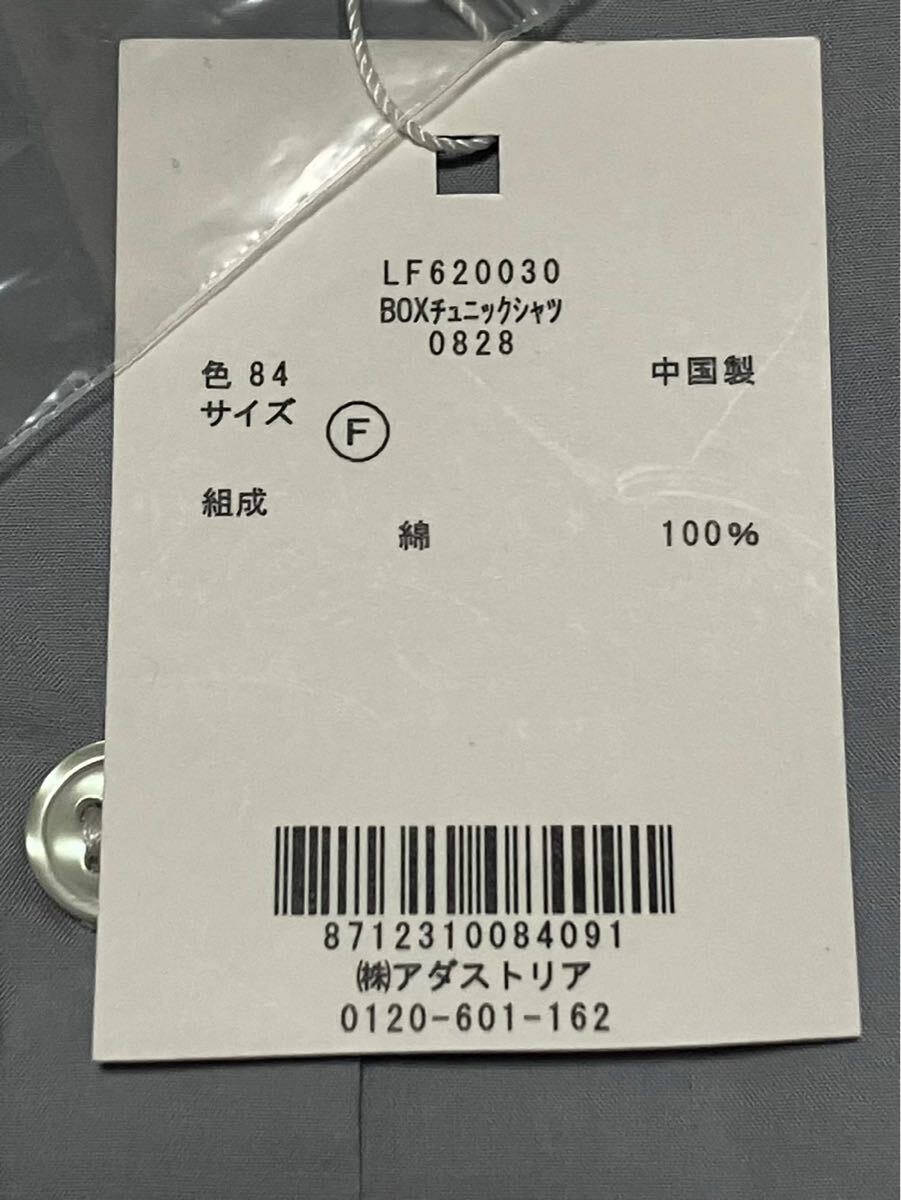 LF620030
BOXﾁｭﾆｯｸｼｬﾂ
0828
色 84 中国製
サイズ Ⓕ
組成
綿 100%
8712310084091
㈱アダストリア
0120-601-162